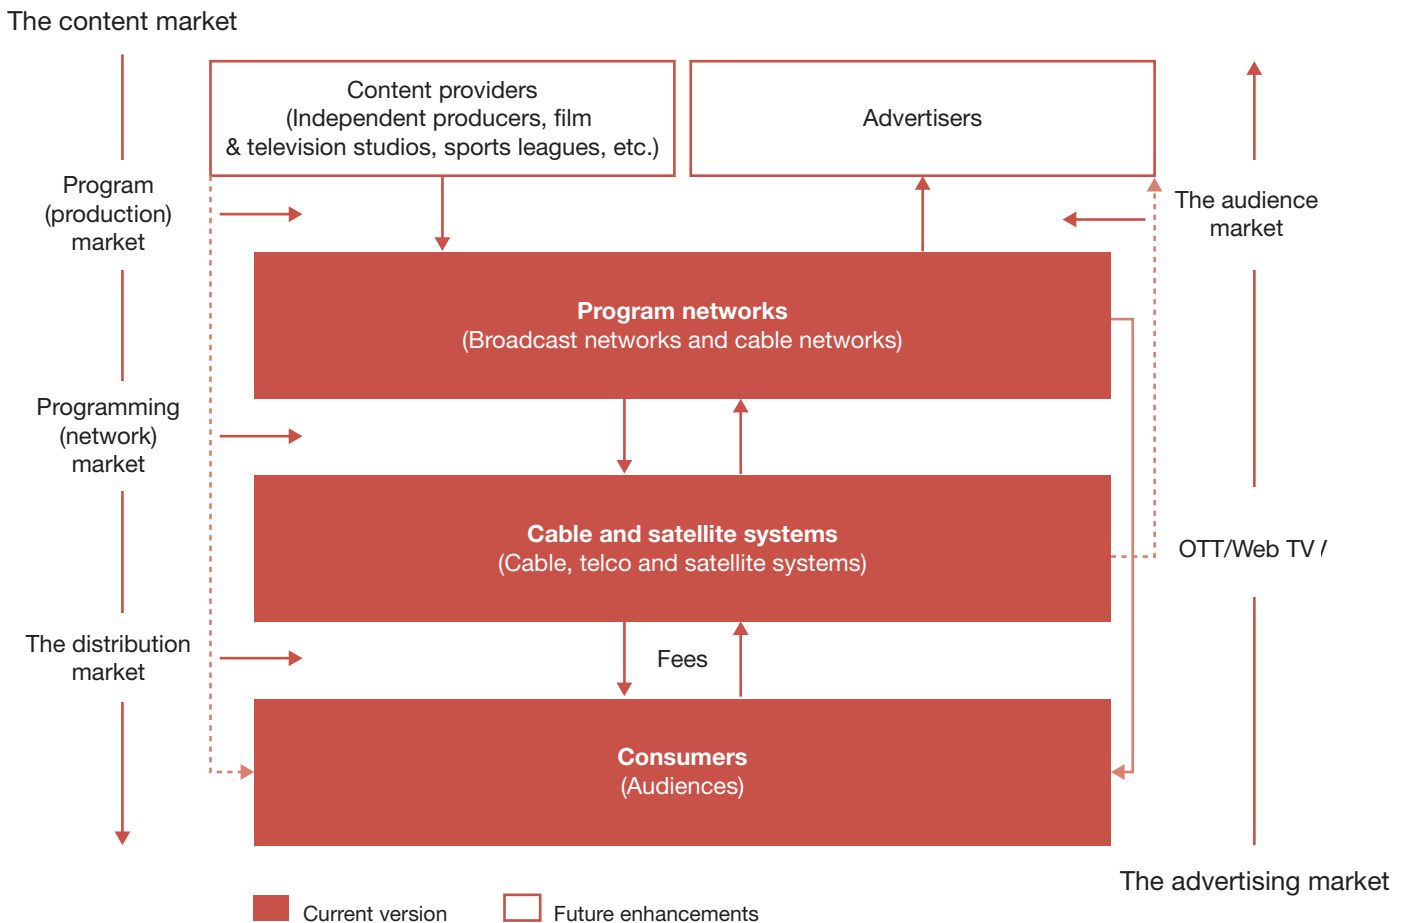 The content market
Content providers
(Independent producers, film
& television studios, sports leagues, etc.)
Advertisers
Program
(production)
market
The audience
market
Program networks
(Broadcast networks and cable networks)
Programming
(network)
market
Cable and satellite systems
(Cable, telco and satellite systems)
OTT/Web TV /
The distribution
market
Fees
Consumers
(Audiences)
The advertising market
Current version
Future enhancements